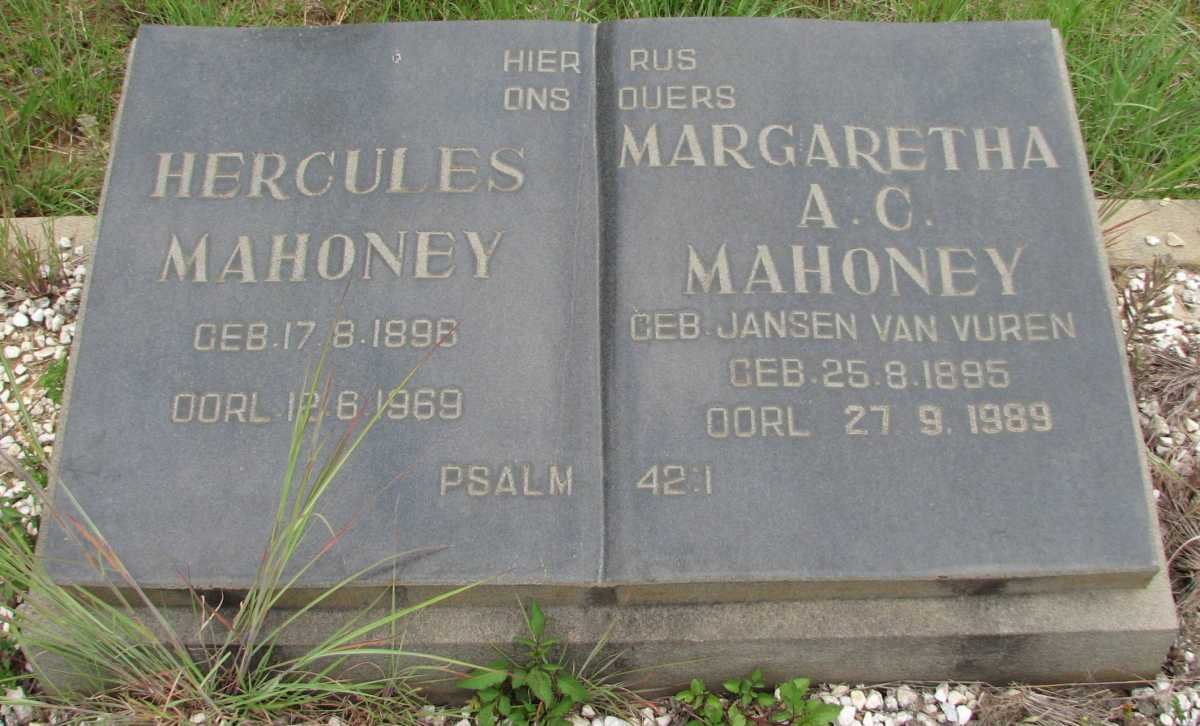 HIER RUS
ONS OUERS
HERCULES
MAHONEY
GEB. 17.8.1896
OORL. 12.6.1969
MARGARETHA
A. C.
MAHONEY
GEB. JANSEN VAN VUREN
GEB. 25.8.1895
OORL 27. 9. 1989
PSALM 42:1